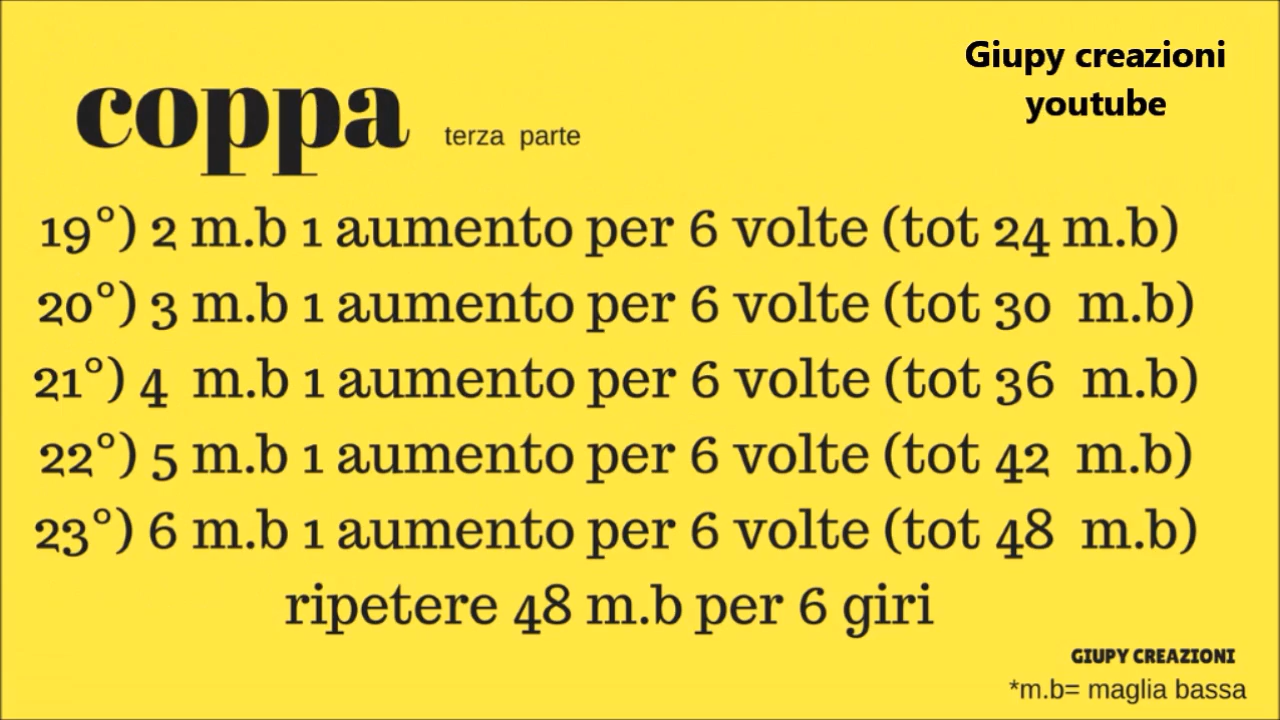 Giupy creazioni
youtube
coppa terza parte
19°) 2 m.b 1 aumento per 6 volte (tot 24 m.b)
20°) 3 m.b 1 aumento per 6 volte (tot 30 m.b)
21°) 4 m.b 1 aumento per 6 volte (tot 36 m.b)
22°) 5 m.b 1 aumento per 6 volte (tot 42 m.b)
23°) 6 m.b 1 aumento per 6 volte (tot 48 m.b)
ripetere 48 m.b per 6 giri
GIUPY CREAZIONI
*m.b= maglia bassa